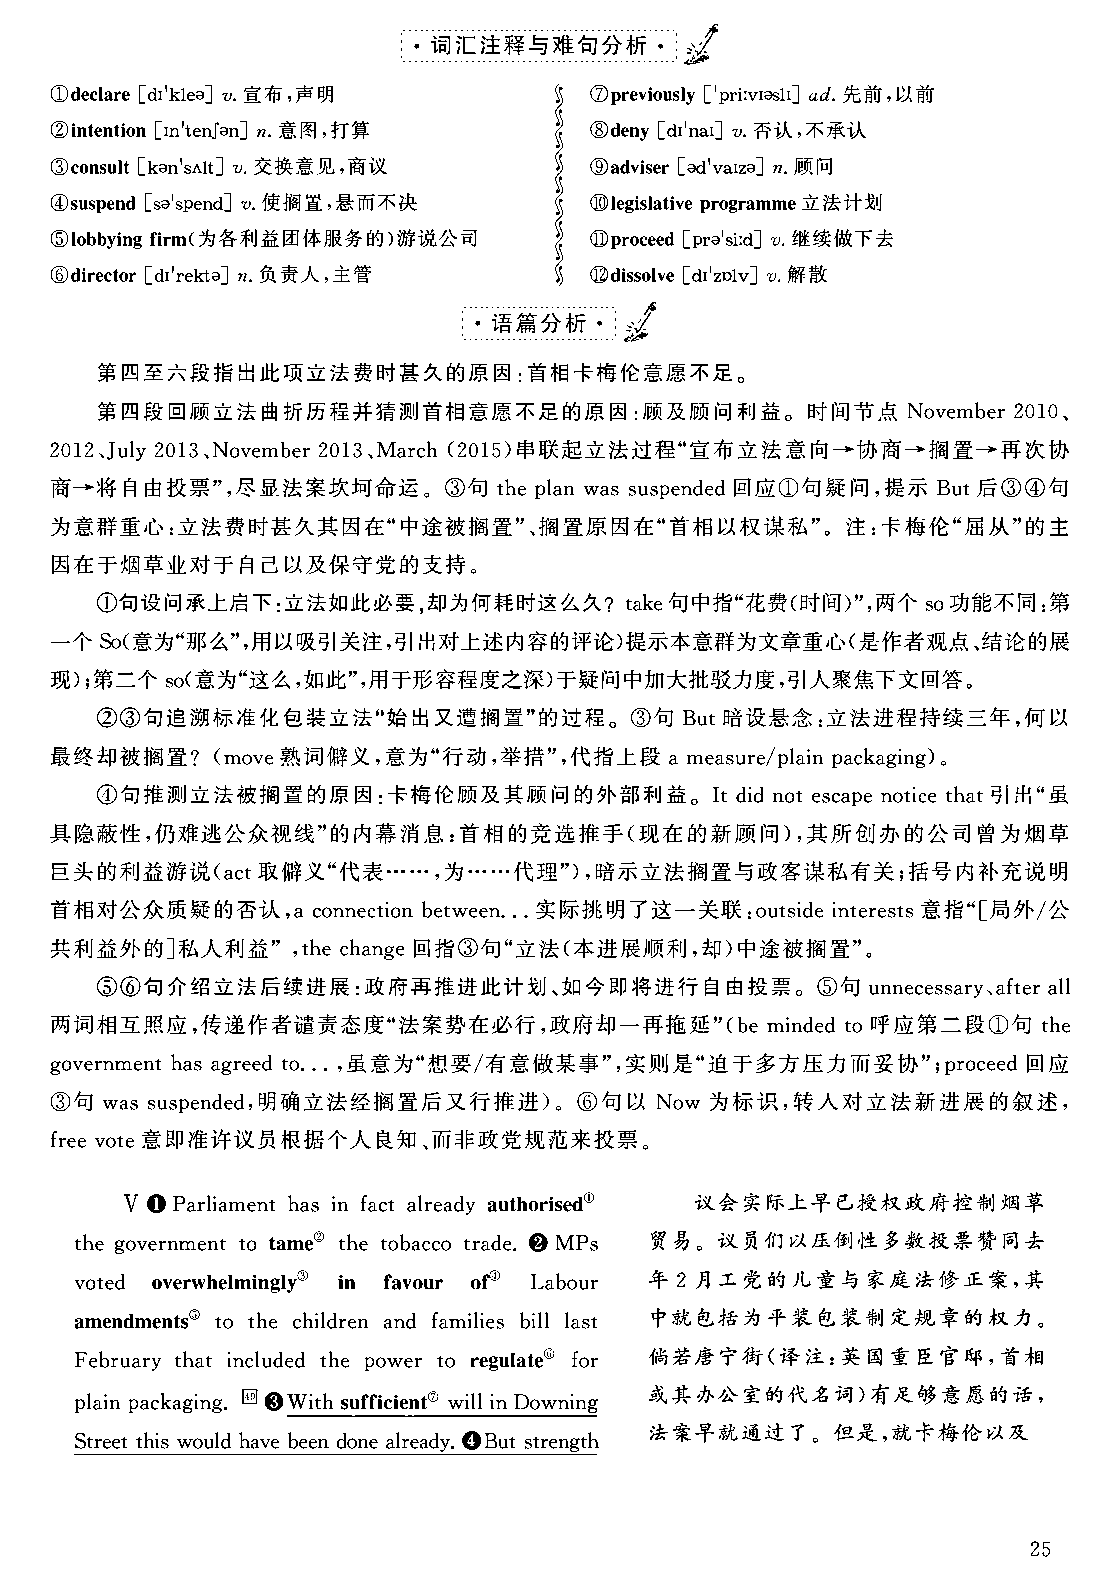 ·词汇注释与难句分析·
①declare [dɪˈkleə] v. 宣布,声明
②intention [ɪnˈtenʃən] n. 意图,打算
③consult [kənˈsʌlt] v. 交换意见,商议
④suspend [səˈspend] v. 使搁置,悬而不决
⑤lobbying firm(为各利益团体服务的)游说公司
⑥director [dɪˈrektə] n. 负责人,主管
⑦previously [ˈpriːvɪəslɪ] ad. 先前,以前
⑧deny [dɪˈnaɪ] v. 否认,不承认
⑨adviser [ədˈvaɪzə] n. 顾问
⑩legislative programme 立法计划
⑪proceed [prəˈsiːd] v. 继续做下去
⑫dissolve [dɪˈzɒlv] v. 解散
·语篇分析·
第四至六段指出此项立法费时甚久的原因:首相卡梅伦意愿不足。
第四段回顾立法曲折历程并猜测首相意愿不足的原因:顾及顾问利益。时间节点 November 2010、
2012、July 2013、November 2013、March (2015)串联起立法过程“宣布立法意向→协商→搁置→再次协
商→将自由投票”,尽显法案坎坷命运。③句 the plan was suspended 回应①句疑问,提示 But 后③④句
为意群重心:立法费时甚久其因在“中途被搁置”、搁置原因在“首相以权谋私”。注:卡梅伦“屈从”的主
因在于烟草业对于自己以及保守党的支持。
①句设问承上启下:立法如此必要,却为何耗时这么久? take 句中指“花费(时间)”,两个 so 功能不同:第
一个 So(意为“那么”,用以吸引关注,引出对上述内容的评论)提示本意群为文章重心(是作者观点、结论的展
现);第二个 so(意为“这么,如此”,用于形容程度之深)于疑问中加大批驳力度,引人聚焦下文回答。
②③句追溯标准化包装立法“始出又遭搁置”的过程。③句 But 暗设悬念:立法进程持续三年,何以
最终却被搁置? (move 熟词僻义,意为“行动,举措”,代指上段 a measure/plain packaging)。
④句推测立法被搁置的原因:卡梅伦顾及其顾问的外部利益。It did not escape notice that 引出“虽
具隐蔽性,仍难逃公众视线”的内幕消息:首相的竞选推手(现在的新顾问),其所创办的公司曾为烟草
巨头的利益游说(act 取僻义“代表……,为……代理”),暗示立法搁置与政客谋私有关;括号内补充说明
首相对公众质疑的否认,a connection between... 实际挑明了这一关联:outside interests 意指“[局外/公
共利益外的]私人利益” ,the change 回指③句“立法(本进展顺利,却)中途被搁置”。
⑤⑥句介绍立法后续进展:政府再推进此计划、如今即将进行自由投票。⑤句 unnecessary、after all
两词相互照应,传递作者谴责态度“法案势在必行,政府却一再拖延”(be minded to 呼应第二段①句 the
government has agreed to...,虽意为“想要/有意做某事”,实则是“迫于多方压力而妥协”;proceed 回应
③句 was suspended,明确立法经搁置后又行推进)。⑥句以 Now 为标识,转入对立法新进展的叙述,
free vote 意即准许议员根据个人良知、而非政党规范来投票。
V ❶ Parliament has in fact already authorised①
the government to tame② the tobacco trade. ❷ MPs
voted overwhelmingly③ in favour of④ Labour
amendments⑤ to the children and families bill last
February that included the power to regulate⑥ for
plain packaging. 49 ❸ With sufficient⑦ will in Downing
Street this would have been done already. ❹ But strength
议会实际上早已授权政府控制烟草
贸易。议员们以压倒性多数投票赞同去
年 2 月工党的儿童与家庭法修正案,其
中就包括为平装包装制定规章的权力。
倘若唐宁街(译注:英国重臣官邸,首相
或其办公室的代名词)有足够意愿的话,
法案早就通过了。但是,就卡梅伦以及
25